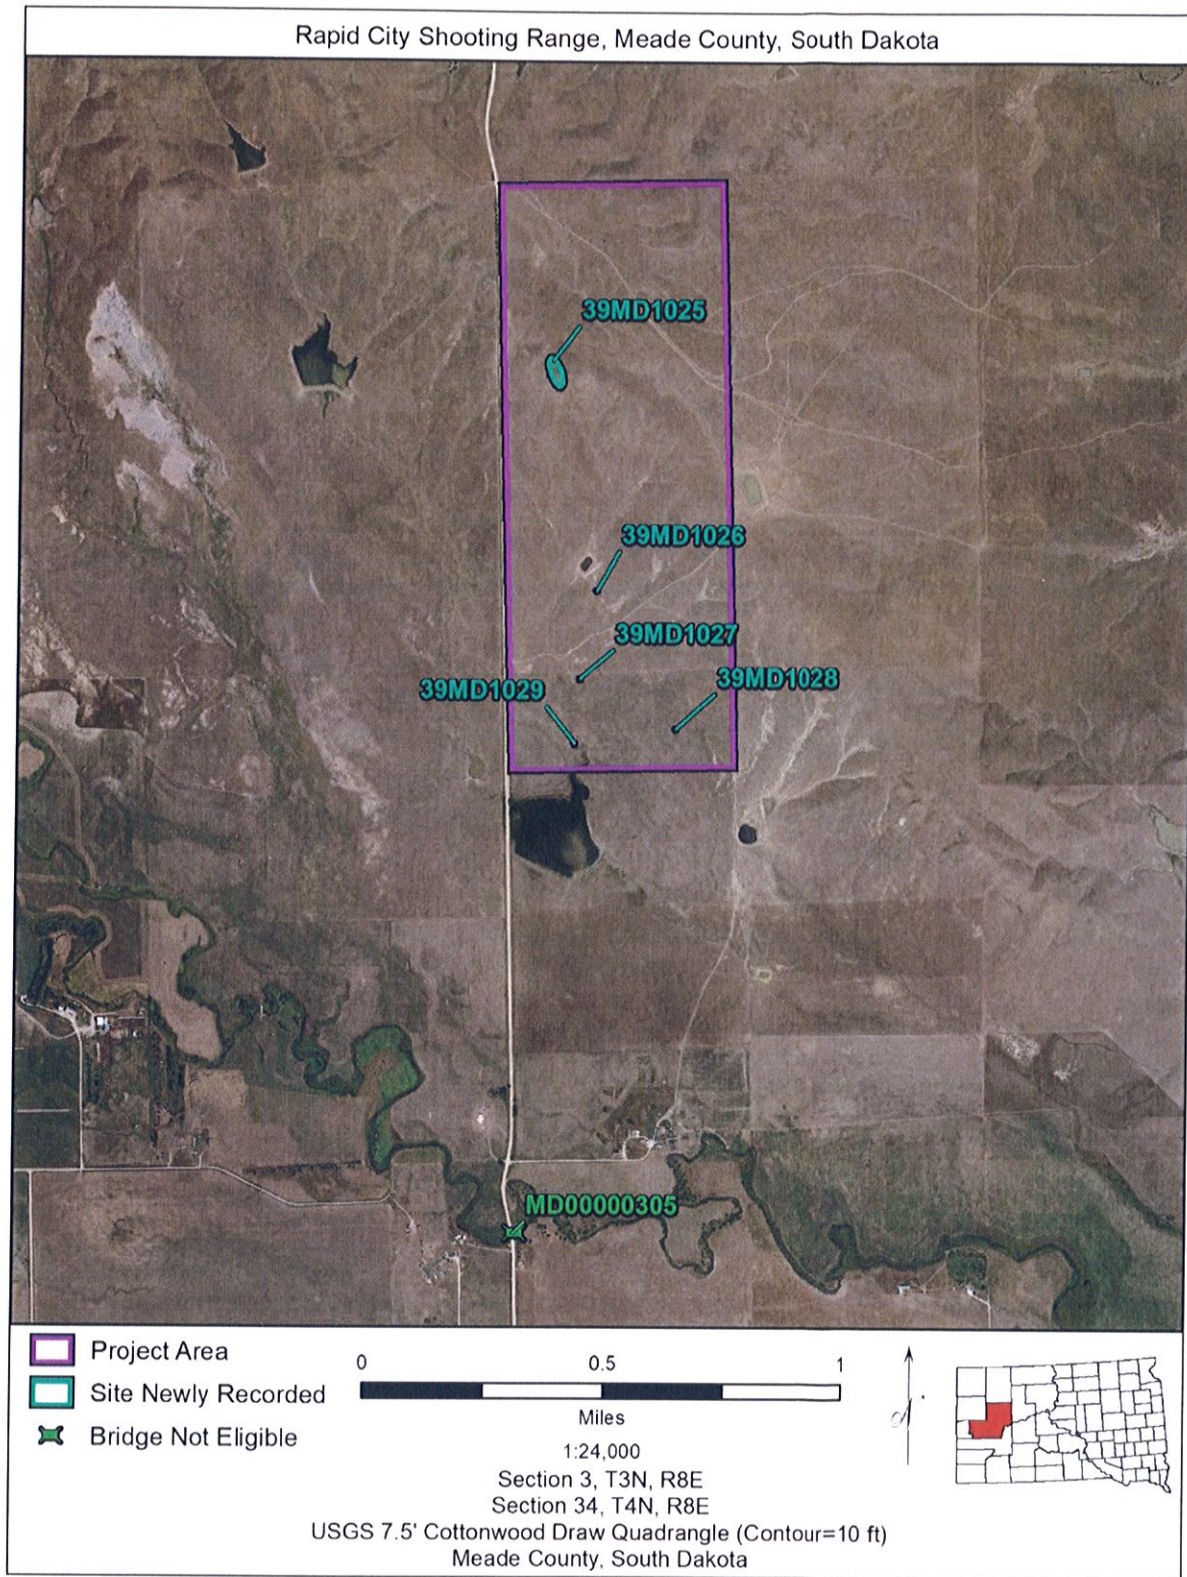 Rapid City Shooting Range, Meade County, South Dakota
39MD1025
39MD1026
39MD1027
39MD1029
39MD1028
MD00000305
Project Area
Site Newly Recorded
Bridge Not Eligible
0 0.5 1
Miles
1:24,000
Section 3, T3N, R8E
Section 34, T4N, R8E
USGS 7.5' Cottonwood Draw Quadrangle (Contour=10 ft)
Meade County, South Dakota